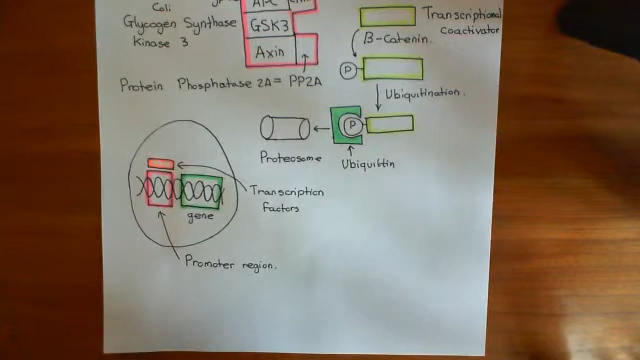 Coli
Glycogen Synthase
Kinase 3
GSK3
Axin
Protein Phosphatase 2A = PP2A
Transcriptional
coactivator
β-catenin.
P
Ubiquitination.
P
Proteosome
Ubiquitin
Transcription
factors
gene
Promoter region.